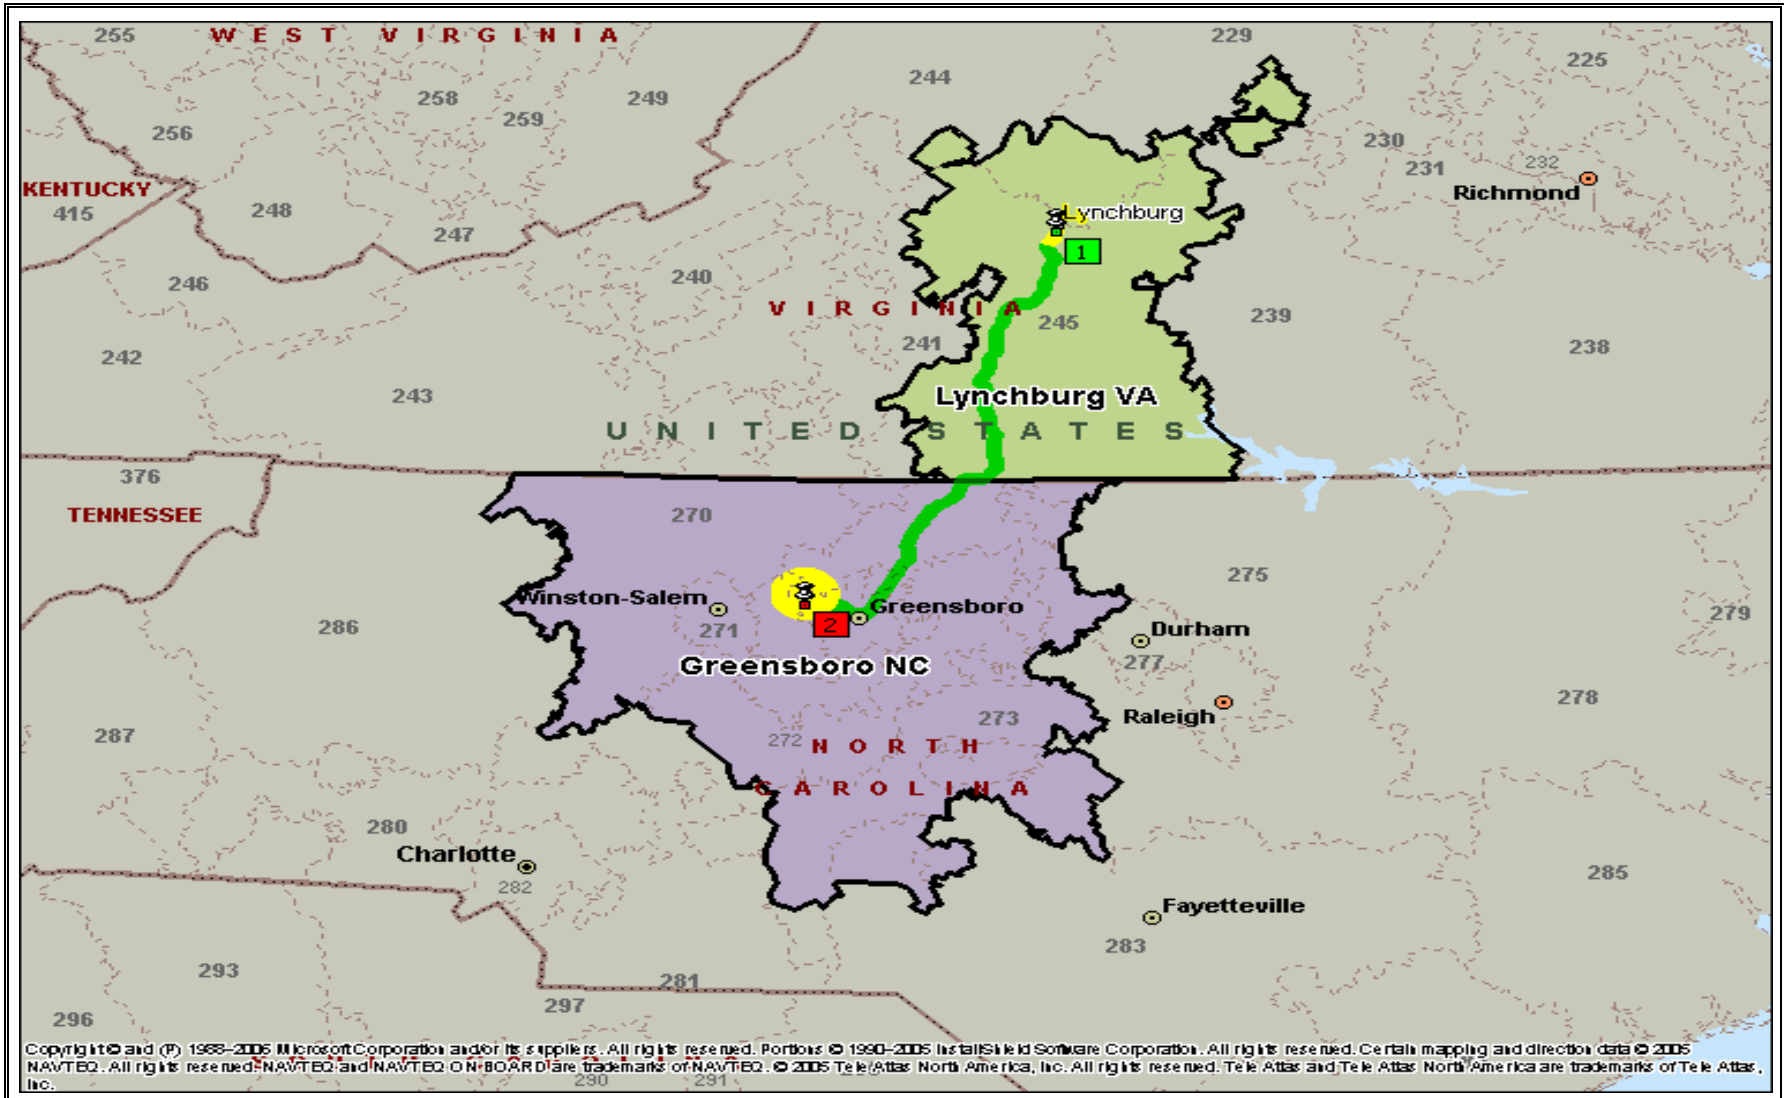 255
WEST VIRGINIA
229
225
244
258
249
259
256
230
231
232
KENTUCKY
Richmond
415
248
Lynchburg
247
1
240
246
VIRGINIA
239
245
241
238
242
243
Lynchburg VA
UNITED STATES
376
TENNESSEE
270
275
Winston-Salem
Greensboro
279
286
2
271
Durham
277
Greensboro NC
278
273
Raleigh
287
272
NORTH
CAROLINA
280
Charlotte
285
282
Fayetteville
283
293
281
297
296
Copyright © and (P) 1988–2006 Microsoft Corporation and/or its suppliers. All rights reserved. Portions © 1990–2005 InstallShield Software Corporation. All rights reserved. Certain mapping and direction data © 2005
NAVTEQ. All rights reserved. NAVTEQ and NAVTEQ ON BOARD are trademarks of NAVTEQ. © 2005 Tele Atlas North America, Inc. All rights reserved. Tele Atlas and Tele Atlas North America are trademarks of Tele Atlas,
Inc.
290
291